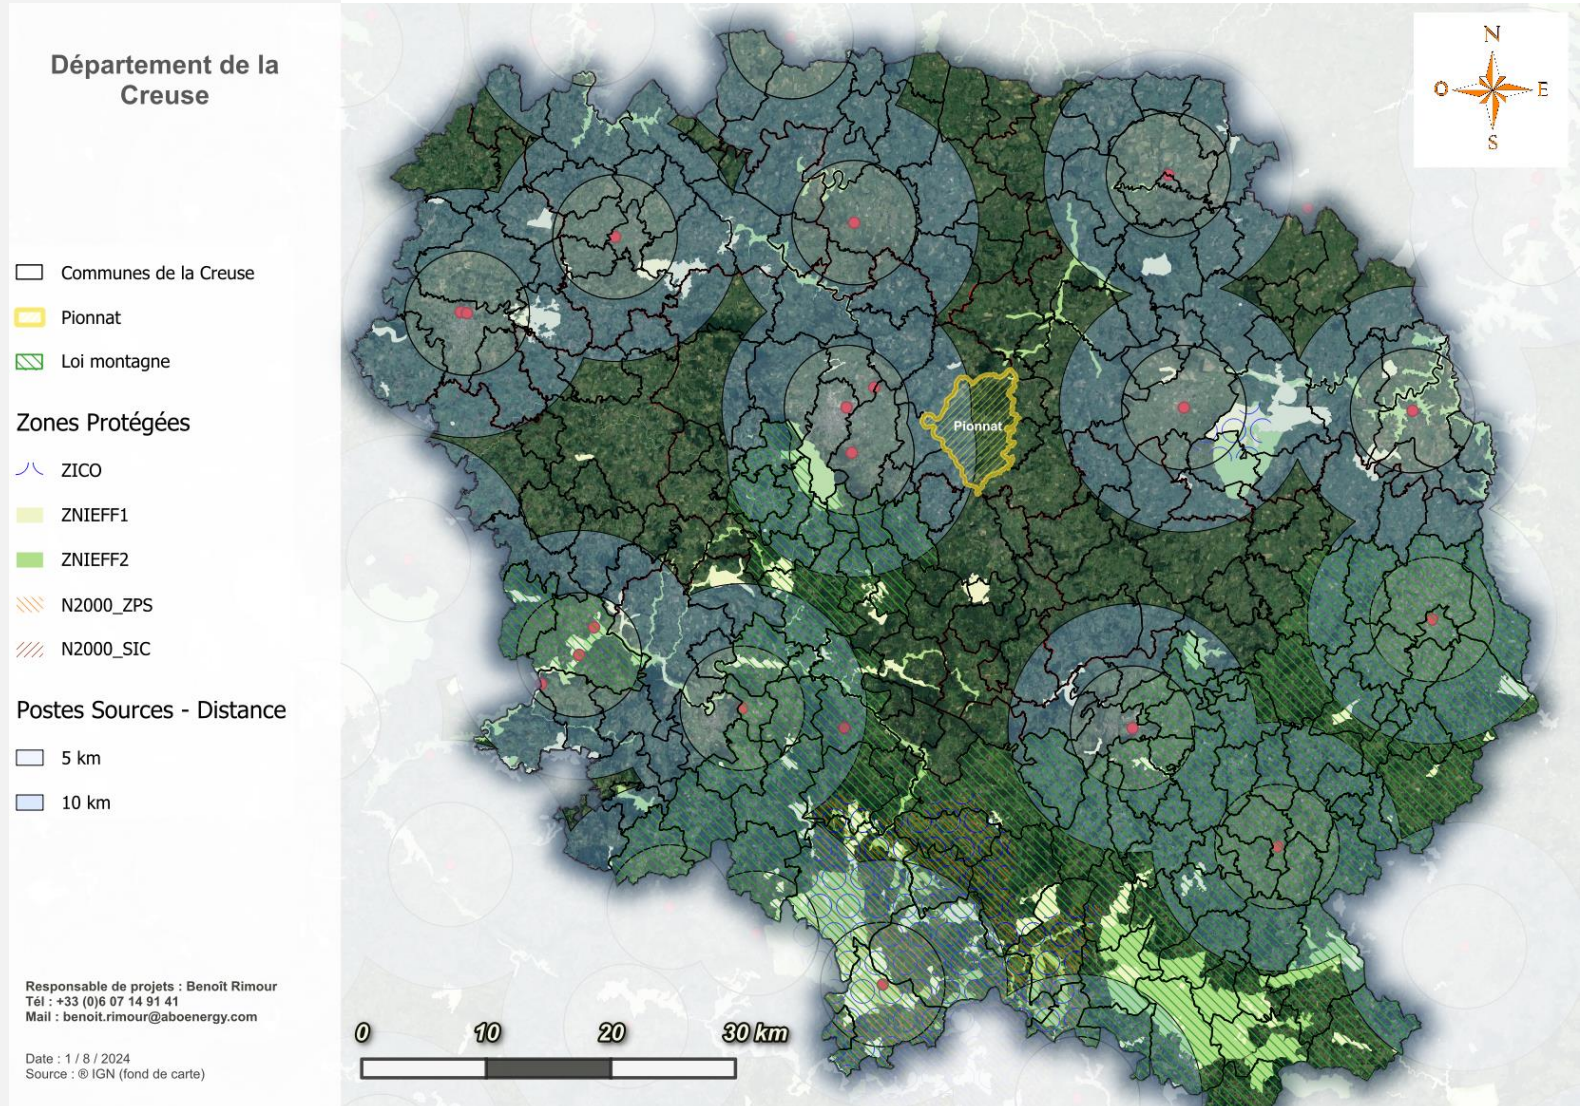 Département de la
Creuse
Communes de la Creuse
Pionnat
Loi montagne
Zones Protégées
ZICO
ZNIEFF1
ZNIEFF2
N2000_ZPS
N2000_SIC
Postes Sources - Distance
5 km
10 km
Responsable de projets : Benoît Rimour
Tél : +33 (0)6 07 14 91 41
Mail : benoit.rimour@aboenergy.com
Date : 1 / 8 / 2024
Source : ® IGN (fond de carte)
N
O E
S
Pionnat
0 10 20 30 km